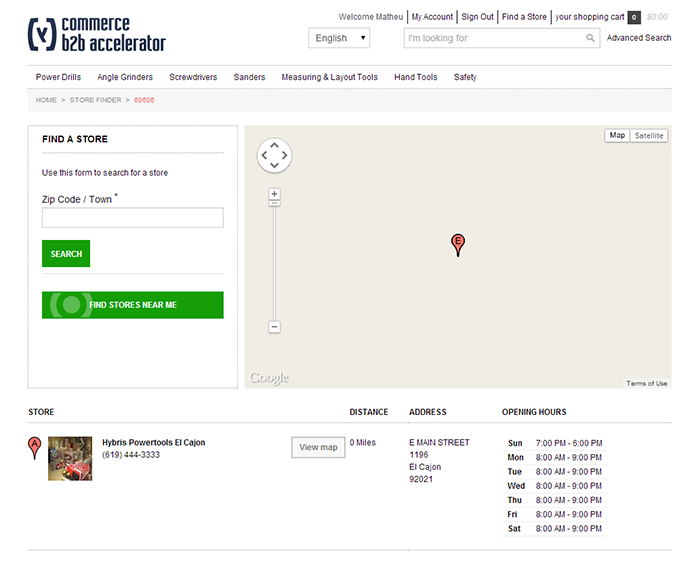 commerce
b2b accelerator
Welcome Matheu | My Account | Sign Out | Find a Store | your shopping cart 0 $0.00
English
I'm looking for
Advanced Search
Power Drills Angle Grinders Screwdrivers Sanders Measuring & Layout Tools Hand Tools Safety
HOME > STORE FINDER > 60606
FIND A STORE
Use this form to search for a store
Zip Code / Town *
SEARCH
FIND STORES NEAR ME
Map Satellite
E
Google
Terms of Use
STORE DISTANCE ADDRESS OPENING HOURS
A
Hybris Powertools El Cajon
(619) 444-3333
View map
0 Miles
E MAIN STREET
1196
El Cajon
92021
Sun 7:00 PM - 6:00 PM
Mon 8:00 AM - 9:00 PM
Tue 8:00 AM - 9:00 PM
Wed 8:00 AM - 9:00 PM
Thu 8:00 AM - 9:00 PM
Fri 8:00 AM - 9:00 PM
Sat 8:00 AM - 9:00 PM